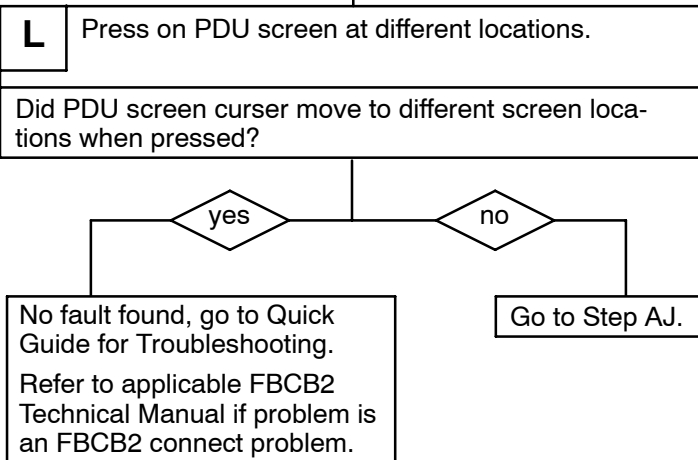 L
Press on PDU screen at different locations.
Did PDU screen curser move to different screen loca-
tions when pressed?
yes
no
No fault found, go to Quick
Guide for Troubleshooting.
Refer to applicable FBCB2
Technical Manual if problem is
an FBCB2 connect problem.
Go to Step AJ.